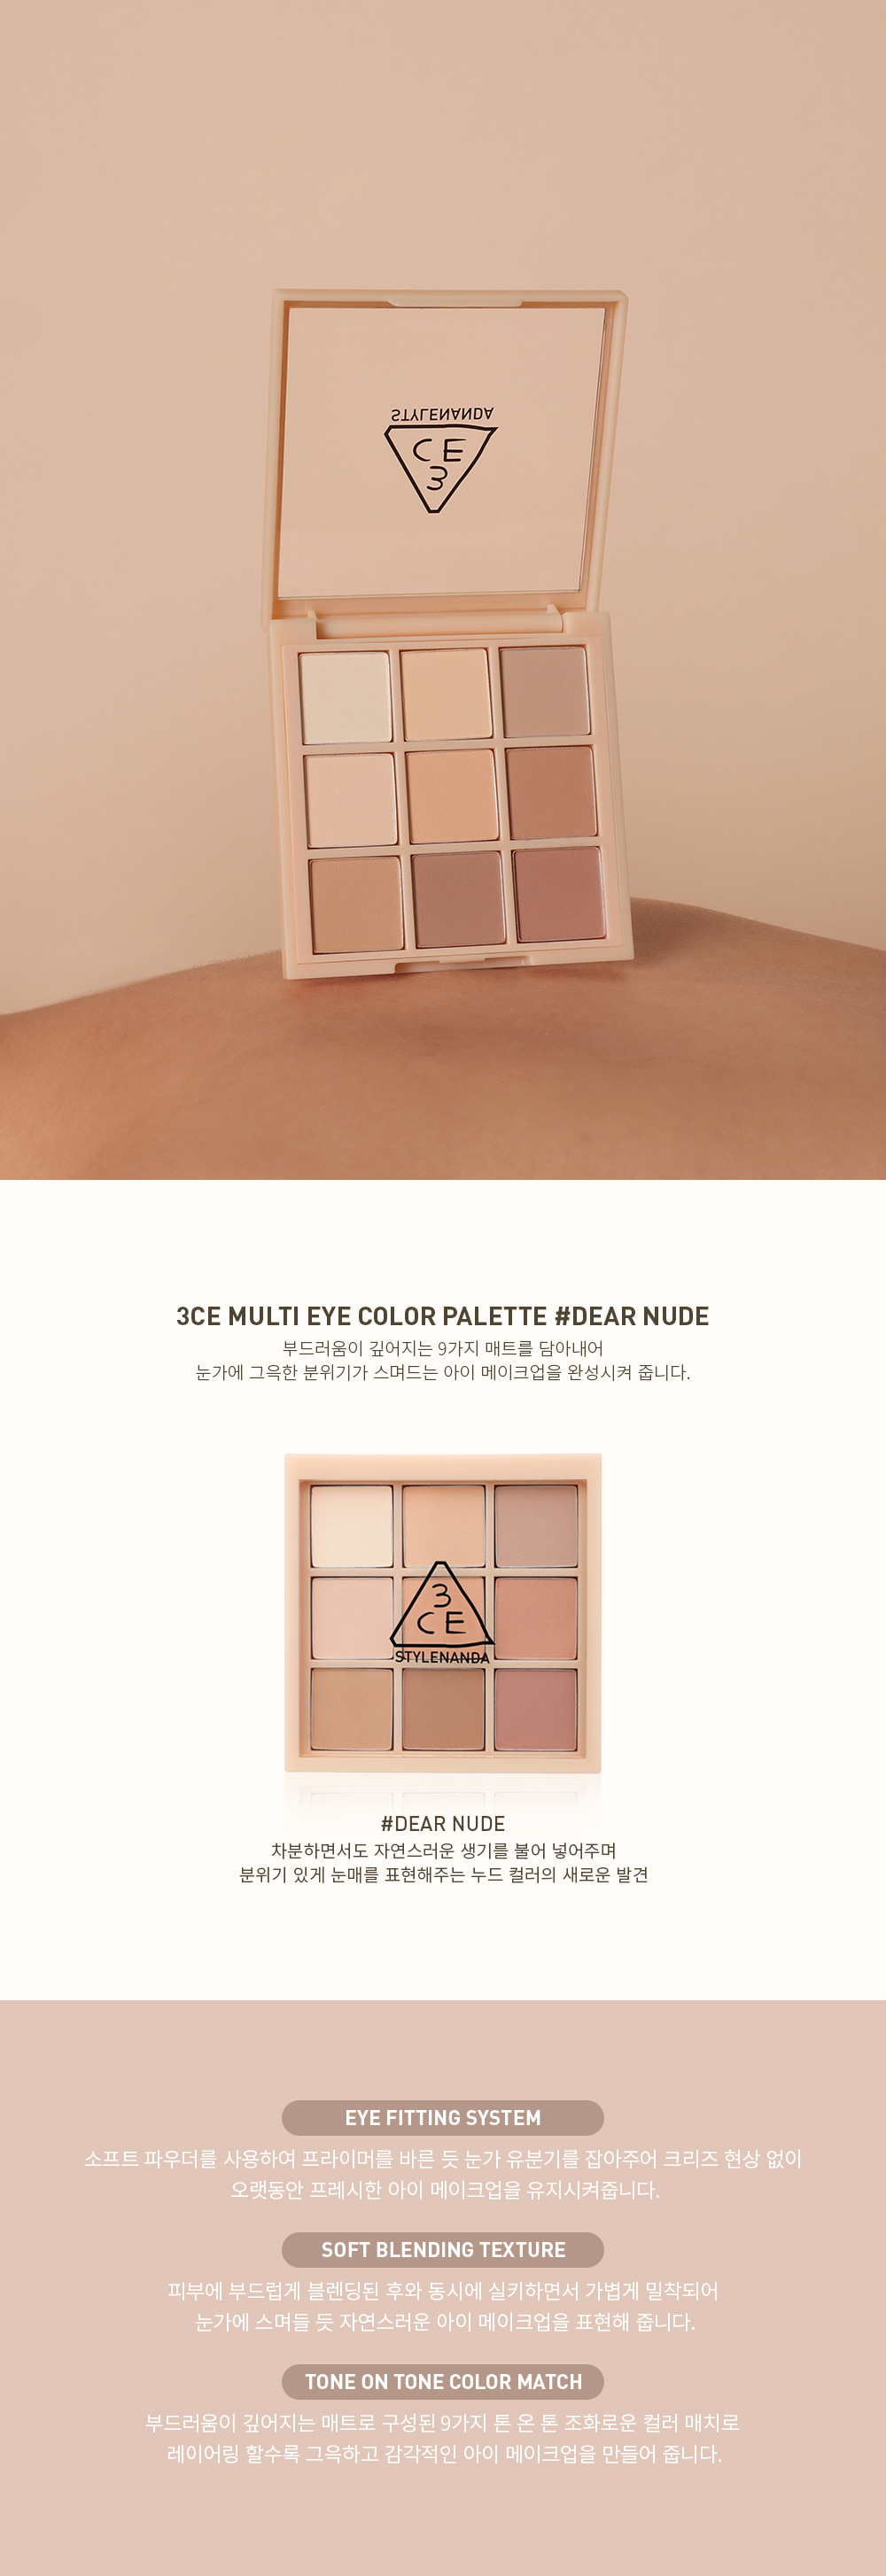 STYLENANDA
CE
3
3CE MULTI EYE COLOR PALETTE #DEAR NUDE
부드러움이 깊어지는 9가지 매트를 담아내어
눈가에 그윽한 분위기가 스며드는 아이 메이크업을 완성시켜 줍니다.
3
CE
STYLENANDA
#DEAR NUDE
차분하면서도 자연스러운 생기를 불어 넣어주며
분위기 있게 눈매를 표현해주는 누드 컬러의 새로운 발견
EYE FITTING SYSTEM
소프트 파우더를 사용하여 프라이머를 바른 듯 눈가 유분기를 잡아주어 크리즈 현상 없이
오랫동안 프레시한 아이 메이크업을 유지시켜줍니다.
SOFT BLENDING TEXTURE
피부에 부드럽게 블렌딩된 후와 동시에 실키하면서 가볍게 밀착되어
눈가에 스며들 듯 자연스러운 아이 메이크업을 표현해 줍니다.
TONE ON TONE COLOR MATCH
부드러움이 깊어지는 매트로 구성된 9가지 톤 온 톤 조화로운 컬러 매치로
레이어링 할수록 그윽하고 감각적인 아이 메이크업을 만들어 줍니다.